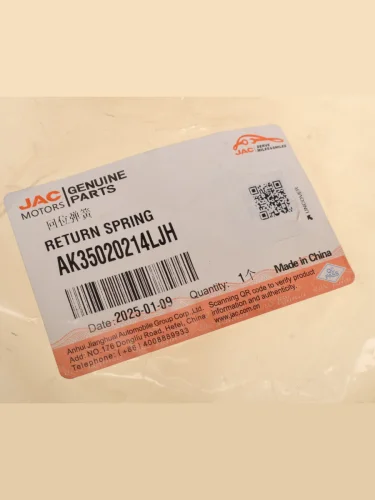 JAC MOTORS
GENUINE PARTS
JAC SERVE
回位弹簧
RETURN SPRING
AK35020214LJH
Date: 2025-01-09 Quantity: 1个 Made in China
Anhui Jianghuai Automobile Group Corp. Ltd.
Add: NO.176 Dongliu Road, Hefei, China
Telephone: (+86) 4008889933
Scanning QR code to verify product
information and authenticity.
www.jac.com.cn